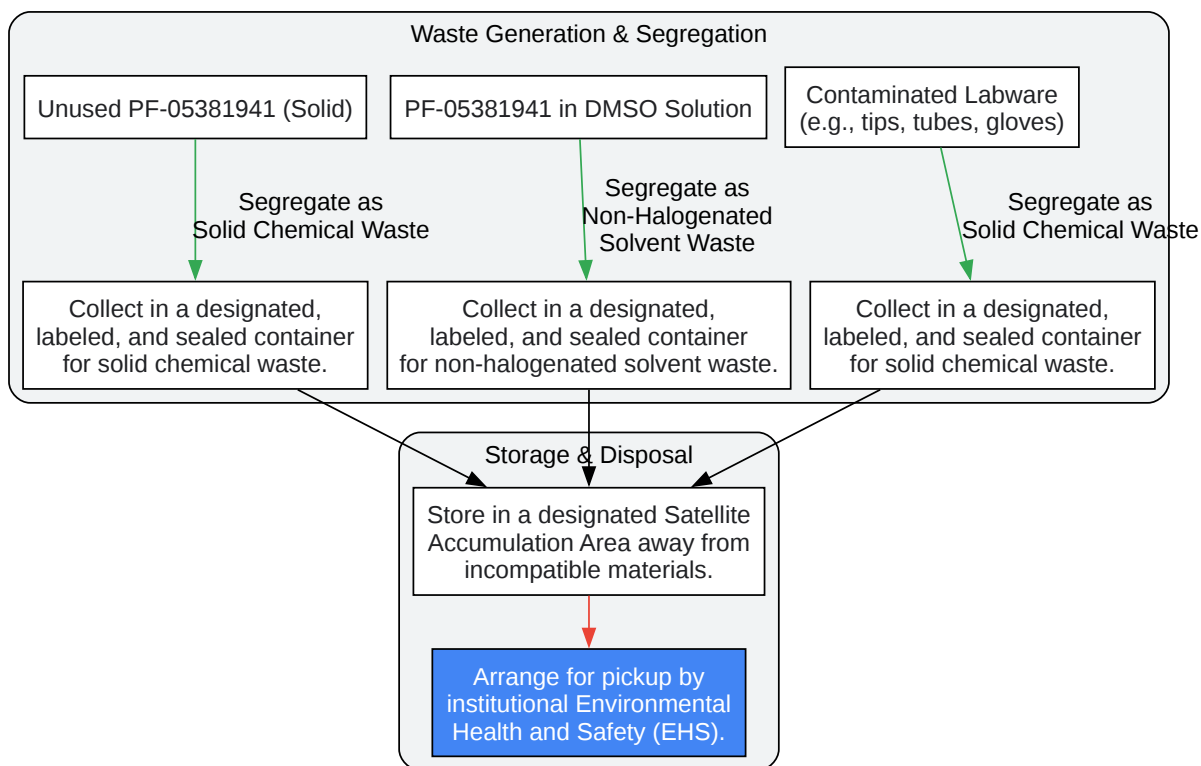 Waste Generation & Segregation
Unused PF-05381941 (Solid)
PF-05381941 in DMSO Solution
Contaminated Labware
(e.g., tips, tubes, gloves)
Segregate as
Solid Chemical Waste
Segregate as
Non-Halogenated
Solvent Waste
Segregate as
Solid Chemical Waste
Collect in a designated,
labeled, and sealed container
for solid chemical waste.
Collect in a designated,
labeled, and sealed container
for non-halogenated solvent waste.
Collect in a designated,
labeled, and sealed container
for solid chemical waste.
Storage & Disposal
Store in a designated Satellite
Accumulation Area away from
incompatible materials.
Arrange for pickup by
institutional Environmental
Health and Safety (EHS).